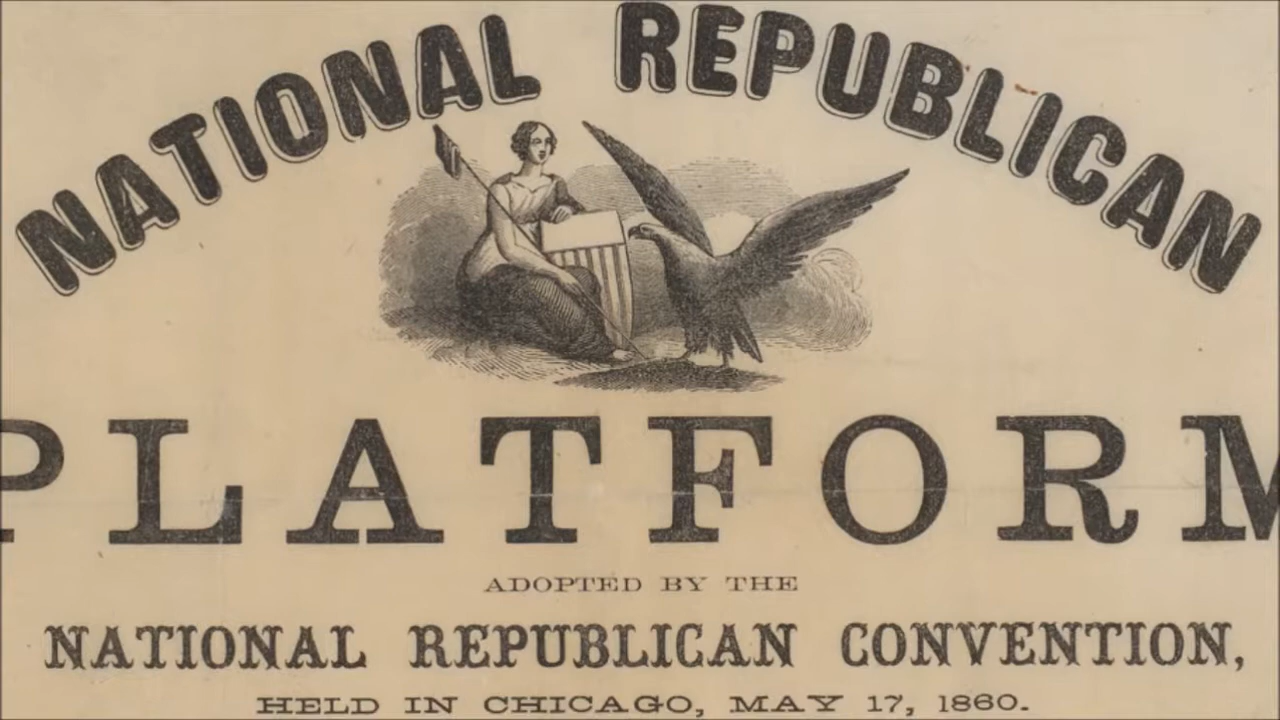 NATIONAL REPUBLICAN
PLATFORM
ADOPTED BY THE
NATIONAL REPUBLICAN CONVENTION,
HELD IN CHICAGO, MAY 17, 1860.